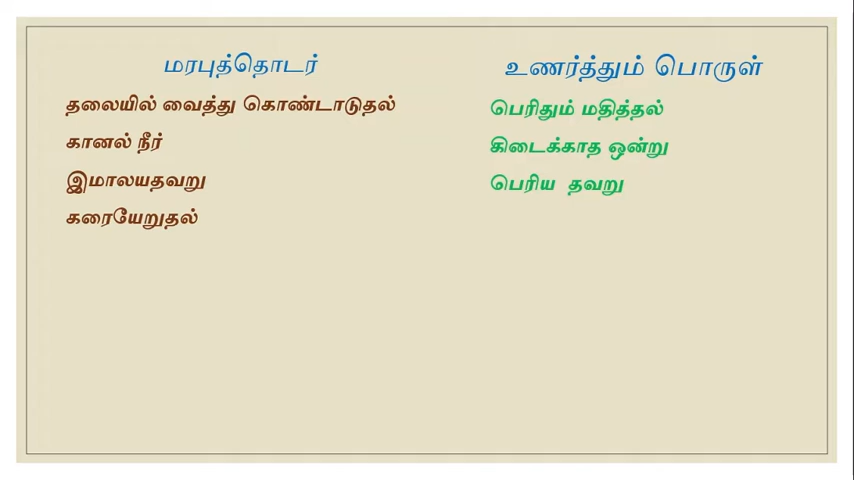 மரபுத்தொடர்
உணர்த்தும் பொருள்
தலையில் வைத்து கொண்டாடுதல்
பெரிதும் மதித்தல்
கானல் நீர்
கிடைக்காத ஒன்று
இமாலயதவறு
பெரிய தவறு
கரையேறுதல்